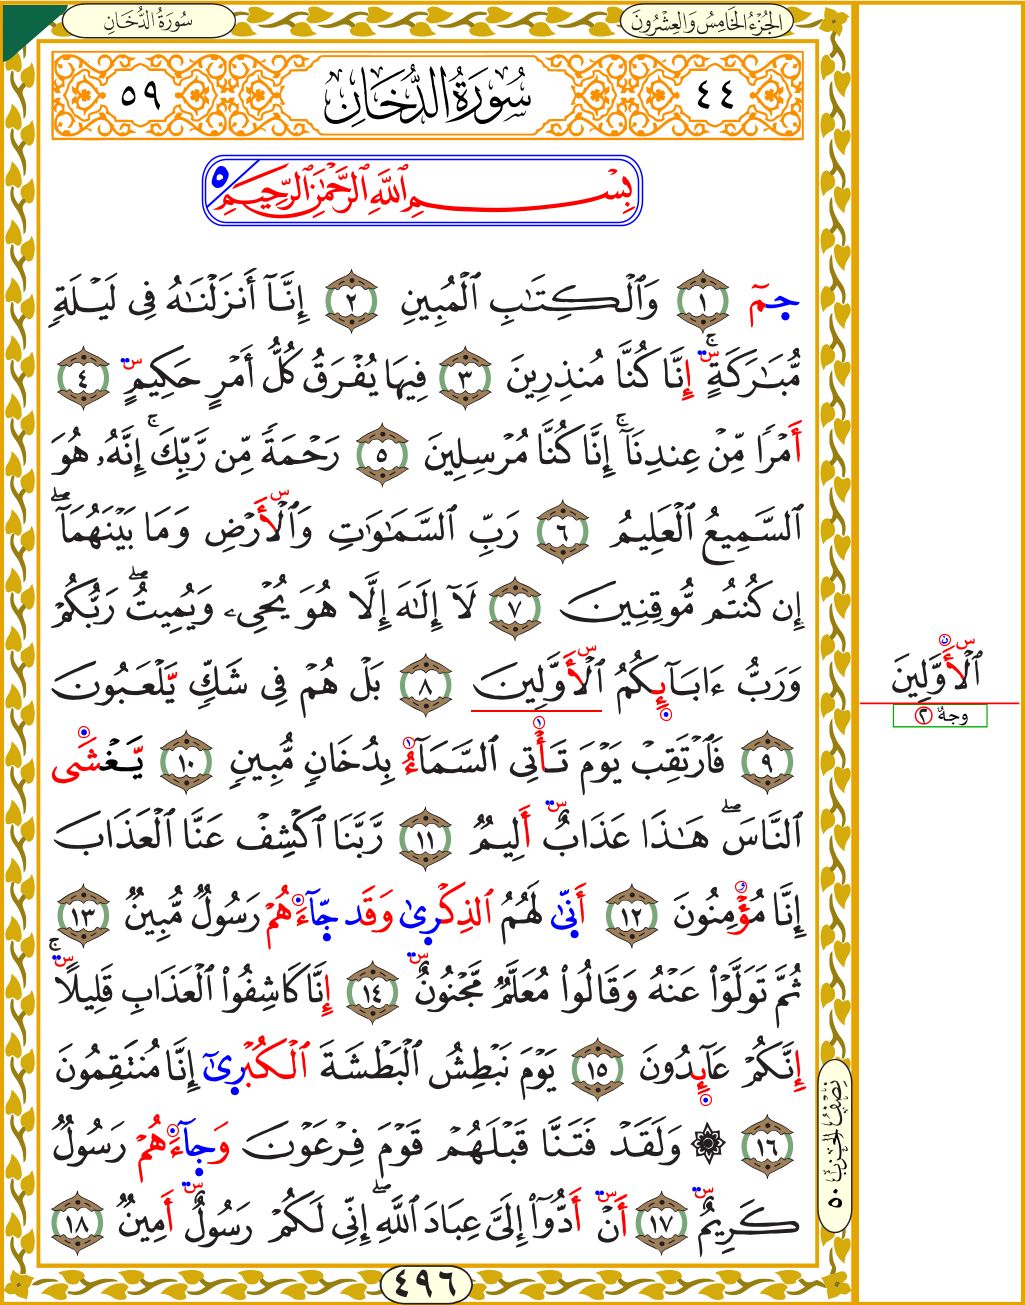 سُورَةُ الدُّخَانِ
الجُزْءُ الخَامِسُ وَالعِشْرُونَ
٤٤ سُورَةُ الدُّخَانِ ٥٩
بِسْمِ ٱللَّهِ ٱلرَّحْمَٰنِ ٱلرَّحِيمِ ٥
حمٓ ١ وَٱلْكِتَٰبِ ٱلْمُبِينِ ٢ إِنَّآ أَنزَلْنَٰهُ فِى لَيْلَةٍ
مُّبَٰرَكَةٍۚ إِنَّا كُنَّا مُنذِرِينَ ٣ فِيهَا يُفْرَقُ كُلُّ أَمْرٍ حَكِيمٍ ٤
أَمْرًا مِّنْ عِندِنَآۚ إِنَّا كُنَّا مُرْسِلِينَ ٥ رَحْمَةً مِّن رَّبِّكَۚ إِنَّهُۥ هُوَ
ٱلسَّمِيعُ ٱلْعَلِيمُ ٦ رَبِّ ٱلسَّمَٰوَٰتِ وَٱلْأَرْضِ وَمَا بَيْنَهُمَآۖ
إِن كُنتُم مُّوقِنِينَ ٧ لَآ إِلَٰهَ إِلَّا هُوَ يُحْىِۦ وَيُمِيتُۖ رَبُّكُمْ
وَرَبُّ ءَابَآئِكُمُ ٱلْأَوَّلِينَ ٨ بَلْ هُمْ فِى شَكٍّ يَلْعَبُونَ
ٱلْأَوَّلِينَ
وجهٌ ٢
٩ فَٱرْتَقِبْ يَوْمَ تَأْتِى ٱلسَّمَآءُ بِدُخَانٍ مُّبِينٍ ١٠ يَغْشَى
ٱلنَّاسَۖ هَٰذَا عَذَابٌ أَلِيمٌ ١١ رَّبَّنَا ٱكْشِفْ عَنَّا ٱلْعَذَابَ
إِنَّا مُؤْمِنُونَ ١٢ أَنَّىٰ لَهُمُ ٱلذِّكْرَىٰ وَقَدْ جَآءَهُمْ رَسُولٌ مُّبِينٌ ١٣
ثُمَّ تَوَلَّوْا۟ عَنْهُ وَقَالُوا۟ مُعَلَّمٌ مَّجْنُونٌ ١٤ إِنَّا كَاشِفُوا۟ ٱلْعَذَابِ قَلِيلًاۚ
إِنَّكُمْ عَآئِدُونَ ١٥ يَوْمَ نَبْطِشُ ٱلْبَطْشَةَ ٱلْكُبْرَىٰٓ إِنَّا مُنتَقِمُونَ
١٦ ۞ وَلَقَدْ فَتَنَّا قَبْلَهُمْ قَوْمَ فِرْعَوْنَ وَجَآءَهُمْ رَسُولٌ
كَرِيمٌ ١٧ أَنْ أَدُّوٓا۟ إِلَىَّ عِبَادَ ٱللَّهِۖ إِنِّى لَكُمْ رَسُولٌ أَمِينٌ ١٨
نِصْفُ الحِزْبِ ٥٠
٤٩٦